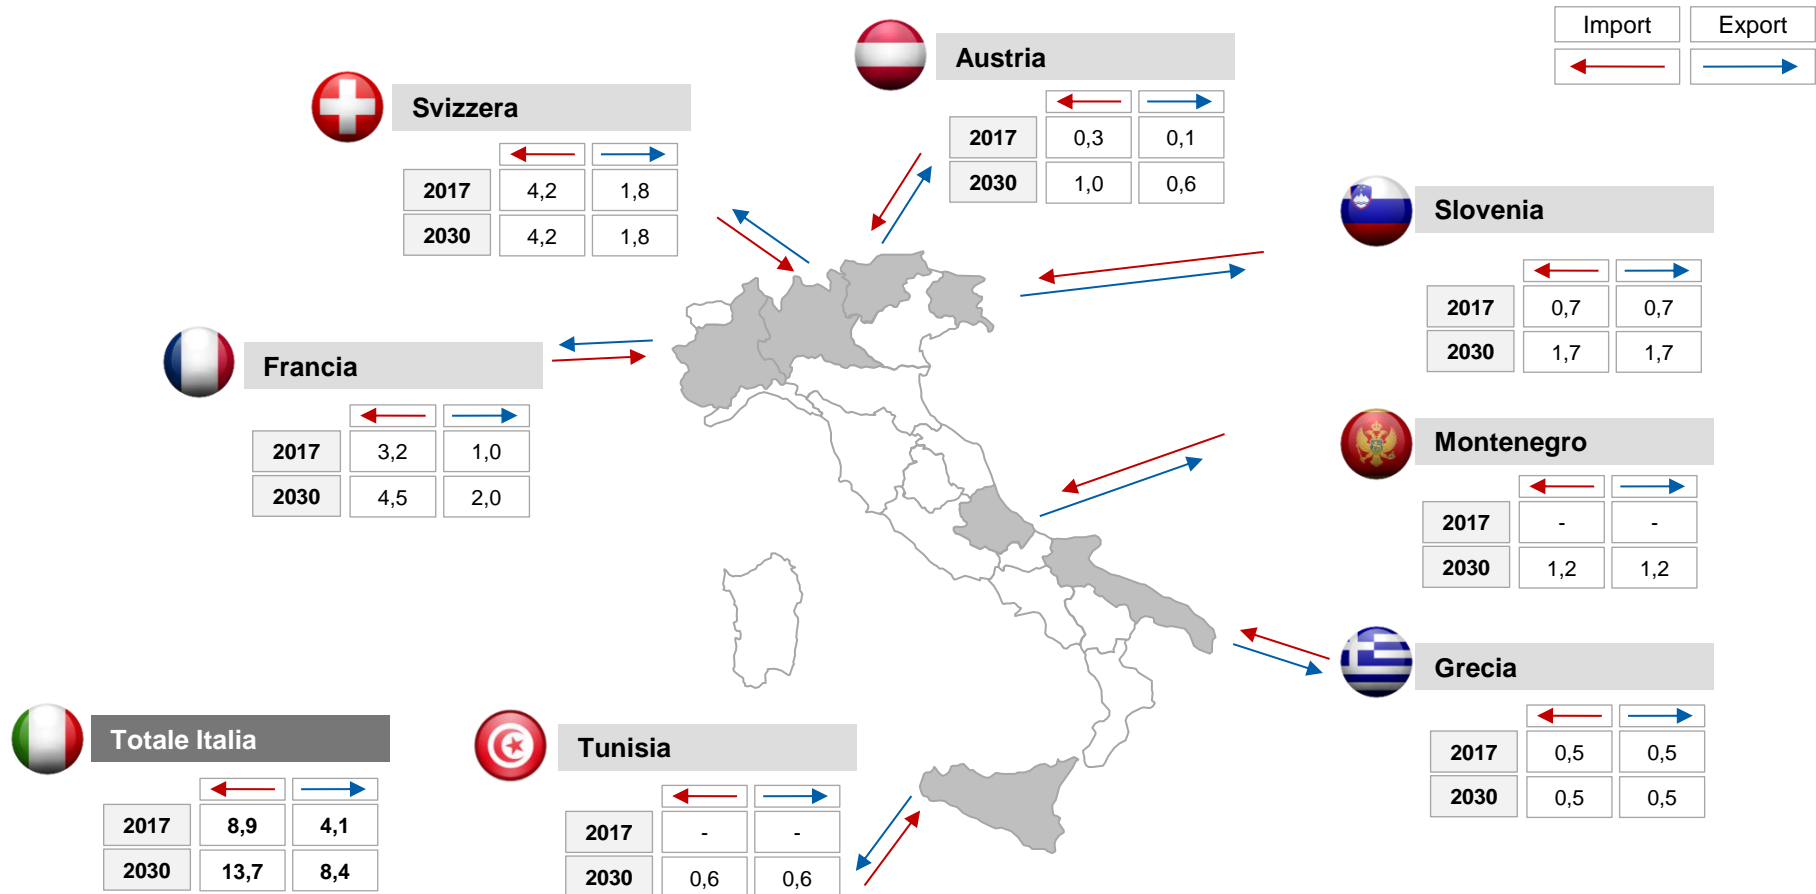 Import Export
Austria
2017 0,3 0,1
2030 1,0 0,6
Svizzera
2017 4,2 1,8
2030 4,2 1,8
Slovenia
2017 0,7 0,7
2030 1,7 1,7
Francia
2017 3,2 1,0
2030 4,5 2,0
Montenegro
2017 - -
2030 1,2 1,2
Grecia
2017 0,5 0,5
2030 0,5 0,5
Totale Italia
2017 8,9 4,1
2030 13,7 8,4
Tunisia
2017 - -
2030 0,6 0,6